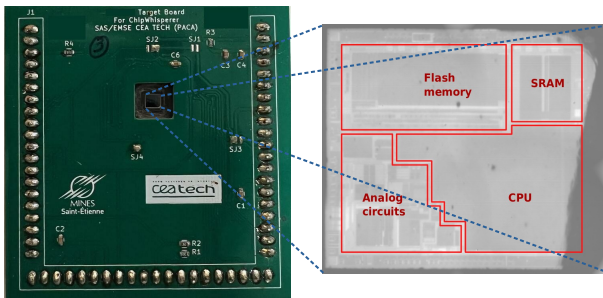 J1
Target Board
For ChipWhisperer
SAS/EMSE CEA TECH (PACA)
R4
3
SJ2
SJ1
R3
C6
C3 C4
SJ3
SJ4
MINES
Saint-Étienne
ceatech
C1
C2
R2
R1
Flash
memory
SRAM
Analog
circuits
CPU